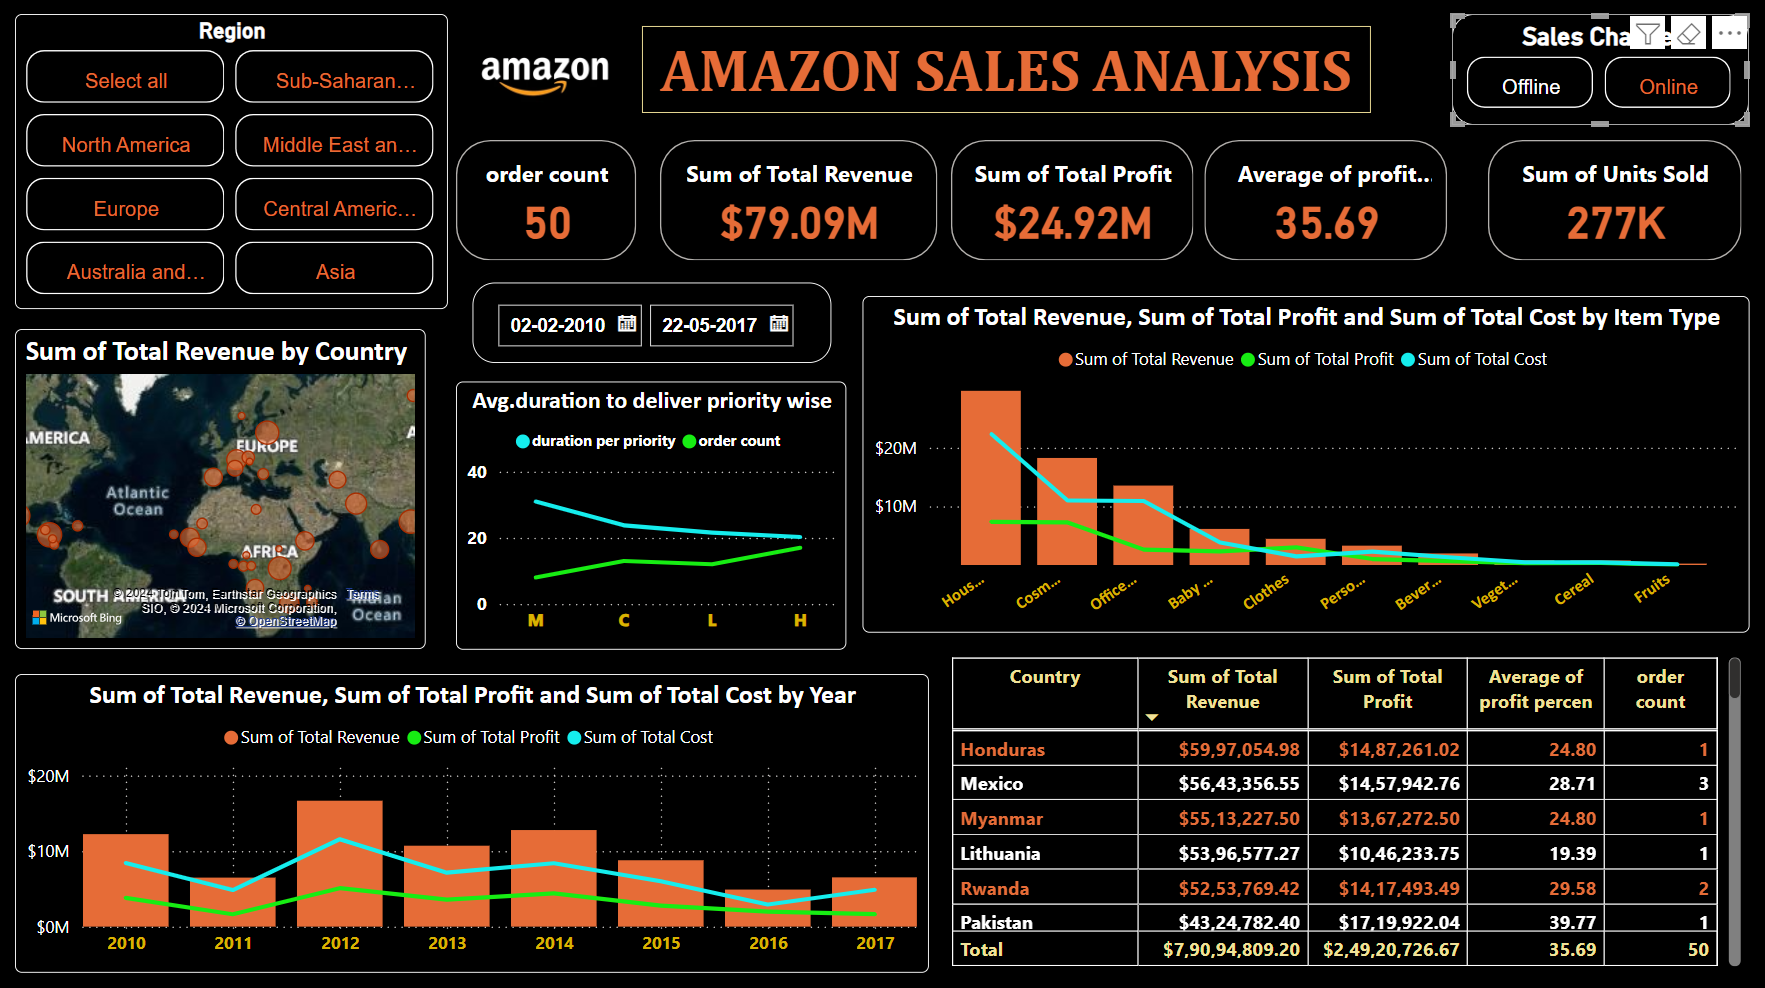 Region
Select all
Sub-Saharan...
North America
Middle East an...
Europe
Central Americ...
Australia and...
Asia
amazon
AMAZON SALES ANALYSIS
Sales Cha
Offline
Online
order count
50
Sum of Total Revenue
$79.09M
Sum of Total Profit
$24.92M
Average of profit...
35.69
Sum of Units Sold
277K
02-02-2010
22-05-2017
Sum of Total Revenue by Country
AMERICA
EUROPE
Atlantic
Ocean
AFRICA
SOUTH AMERICA
Indian
Ocean
© 2024 TomTom, Earthstar Geographics
SIO, © 2024 Microsoft Corporation,
© OpenStreetMap
Terms
Microsoft Bing
Avg.duration to deliver priority wise
duration per priority order count
40
20
0
M C L H
Sum of Total Revenue, Sum of Total Profit and Sum of Total Cost by Item Type
Sum of Total Revenue Sum of Total Profit Sum of Total Cost
$20M
$10M
Hous... Cosm... Office... Baby ... Clothes Perso... Bever... Veget... Cereal Fruits
Sum of Total Revenue, Sum of Total Profit and Sum of Total Cost by Year
Sum of Total Revenue Sum of Total Profit Sum of Total Cost
$20M
$10M
$0M
2010 2011 2012 2013 2014 2015 2016 2017
Country Sum of Total Revenue Sum of Total Profit Average of profit percen order count
Honduras $59,97,054.98 $14,87,261.02 24.80 1
Mexico $56,43,356.55 $14,57,942.76 28.71 3
Myanmar $55,13,227.50 $13,67,272.50 24.80 1
Lithuania $53,96,577.27 $10,46,233.75 19.39 1
Rwanda $52,53,769.42 $14,17,493.49 29.58 2
Pakistan $43,24,782.40 $17,19,922.04 39.77 1
Total $7,90,94,809.20 $2,49,20,726.67 35.69 50